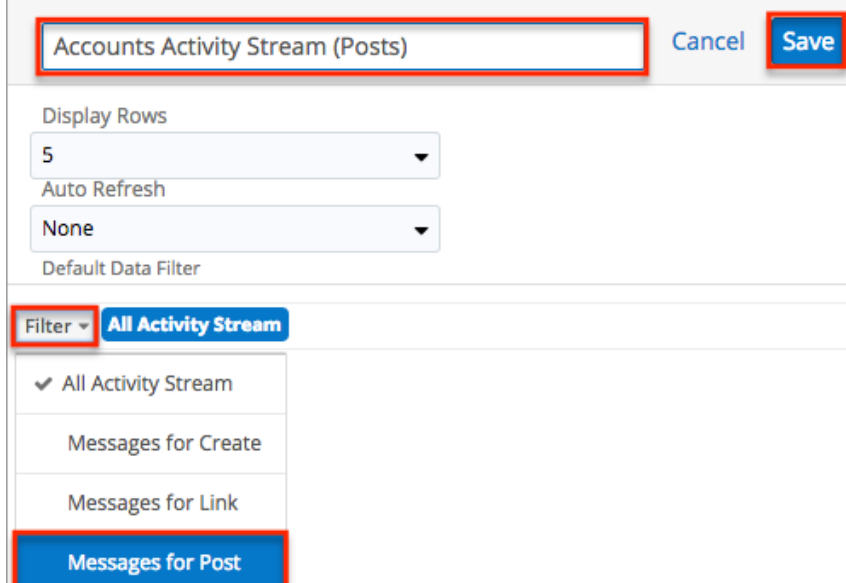 Accounts Activity Stream (Posts) Cancel Save
Display Rows
5
Auto Refresh
None
Default Data Filter
Filter All Activity Stream
All Activity Stream
Messages for Create
Messages for Link
Messages for Post